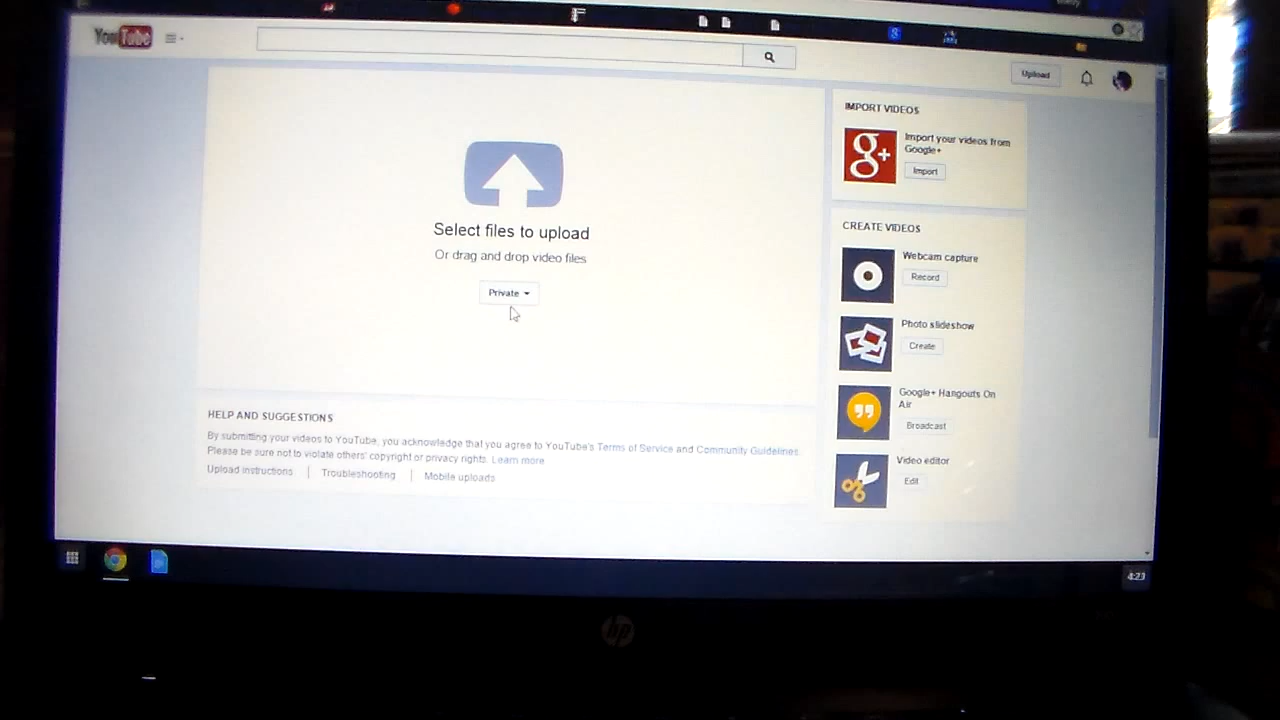 YouTube
Upload
Select files to upload
Or drag and drop video files
Private
HELP AND SUGGESTIONS
By submitting your videos to YouTube, you acknowledge that you agree to YouTube's Terms of Service and Community Guidelines.
Please be sure not to violate others' copyright or privacy rights. Learn more
Upload instructions
Troubleshooting
Mobile uploads
IMPORT VIDEOS
g+
Import your videos from
Google+
Import
CREATE VIDEOS
Webcam capture
Record
Photo slideshow
Create
Google+ Hangouts On
Air
Broadcast
Video editor
Edit
4:23
hp